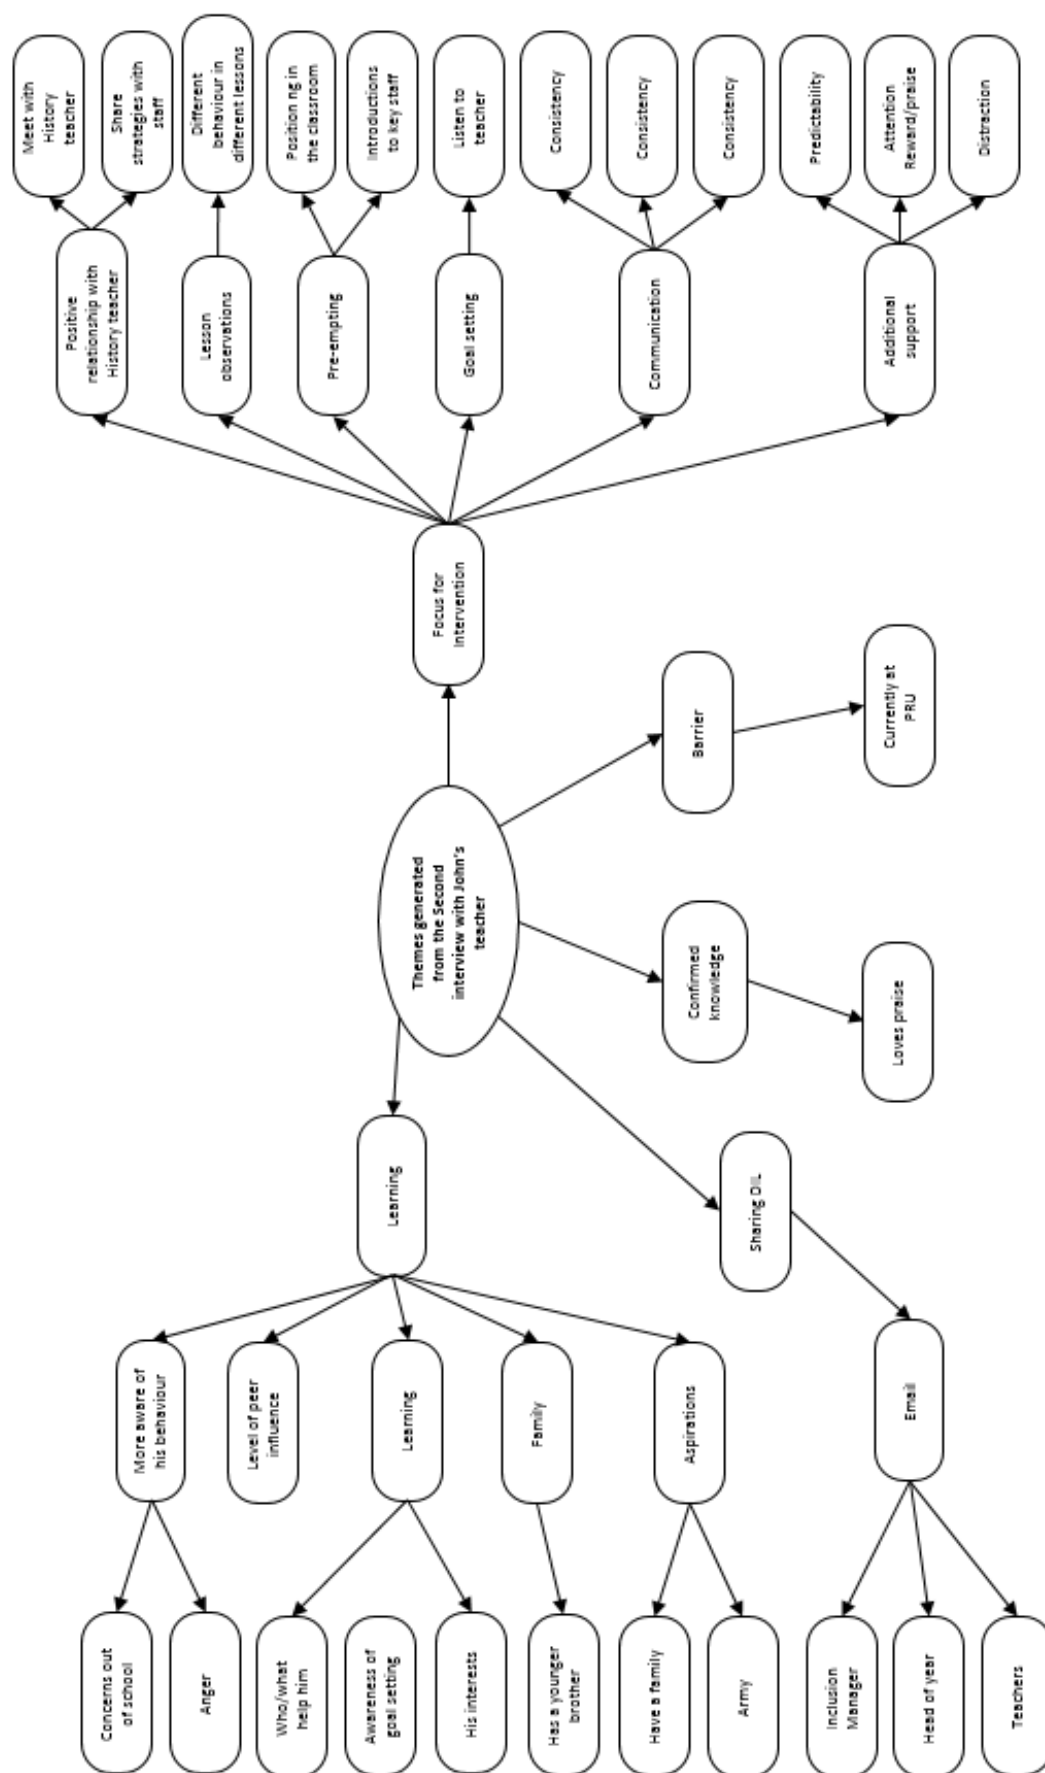 Themes generated
from the Second
interview with John's
teacher
Learning
More aware of
his behaviour
Concerns out
of school
Anger
Level of peer
influence
Learning
Who/what
help him
Awareness of
goal setting
His interests
Family
Has a younger
brother
Aspirations
Have a family
Army
Sharing DIL
Email
Inclusion
Manager
Head of year
Teachers
Confirmed
knowledge
Loves praise
Barrier
Currently at
PRU
Focus for
Intervention
Positive
relationship with
History teacher
Meet with
History
teacher
Share
strategies with
staff
Lesson
observations
Different
behaviour in
different lessons
Pre-empting
Position ng in
the classroom
Introductions
to key staff
Goal setting
Listen to
teacher
Communication
Consistency
Consistency
Consistency
Additional
support
Predictability
Attention
Reward/praise
Distraction